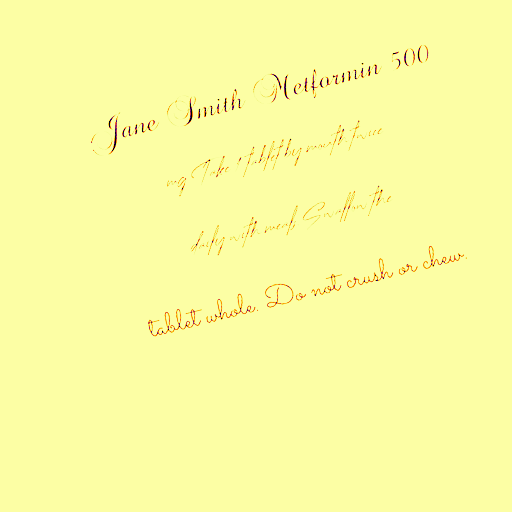 Jane Smith Metformin 500
mg Take 1 tablet by mouth twice
daily with meals Swallow the
tablet whole. Do not crush or chew.